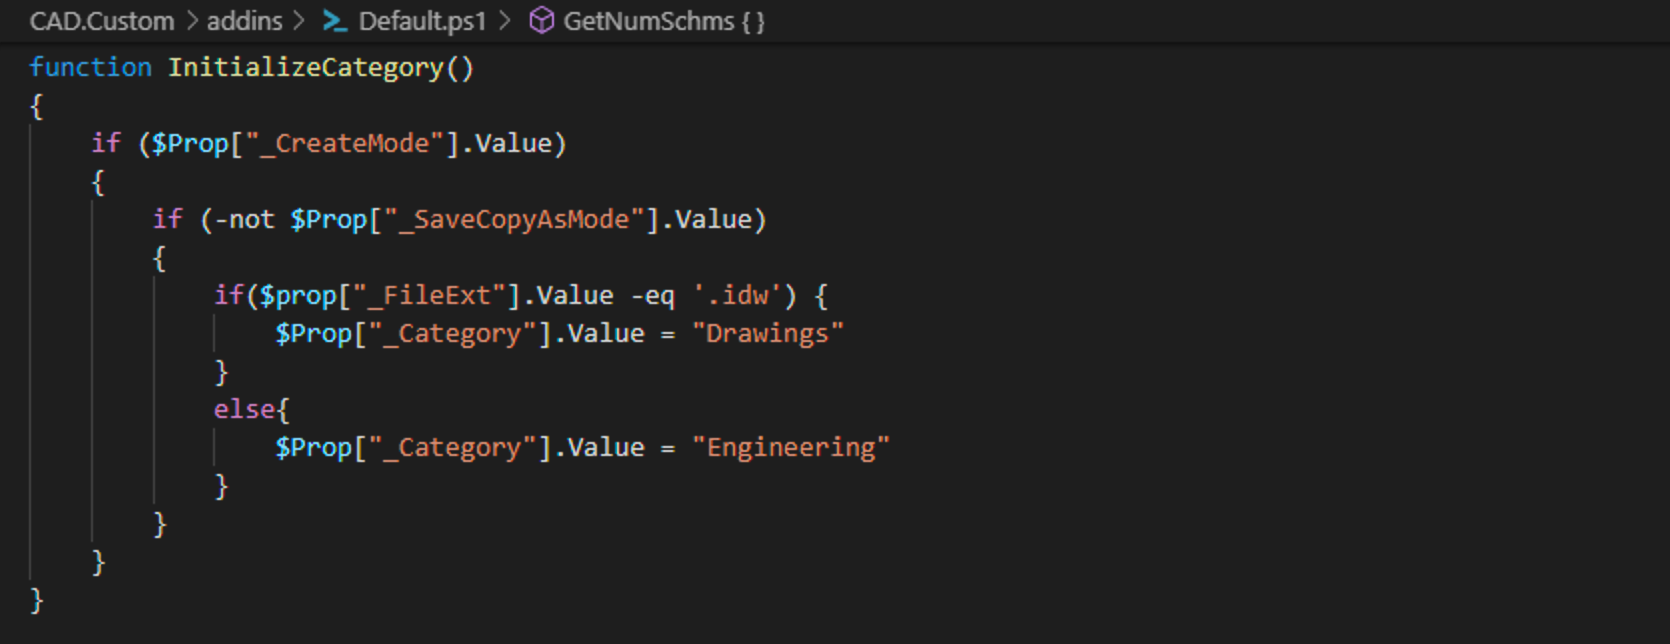 CAD.Custom > addins > Default.ps1 > GetNumSchms { }
function InitializeCategory()
{
    if ($Prop["_CreateMode"].Value)
    {
        if (-not $Prop["_SaveCopyAsMode"].Value)
        {
            if($prop["_FileExt"].Value -eq '.idw') {
                $Prop["_Category"].Value = "Drawings"
            }
            else{
                $Prop["_Category"].Value = "Engineering"
            }
        }
    }
}